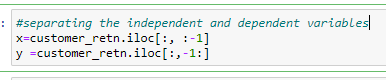 :
#separating the independent and dependent variables
x=customer_retn.iloc[:, :-1]
y =customer_retn.iloc[:,-1:]